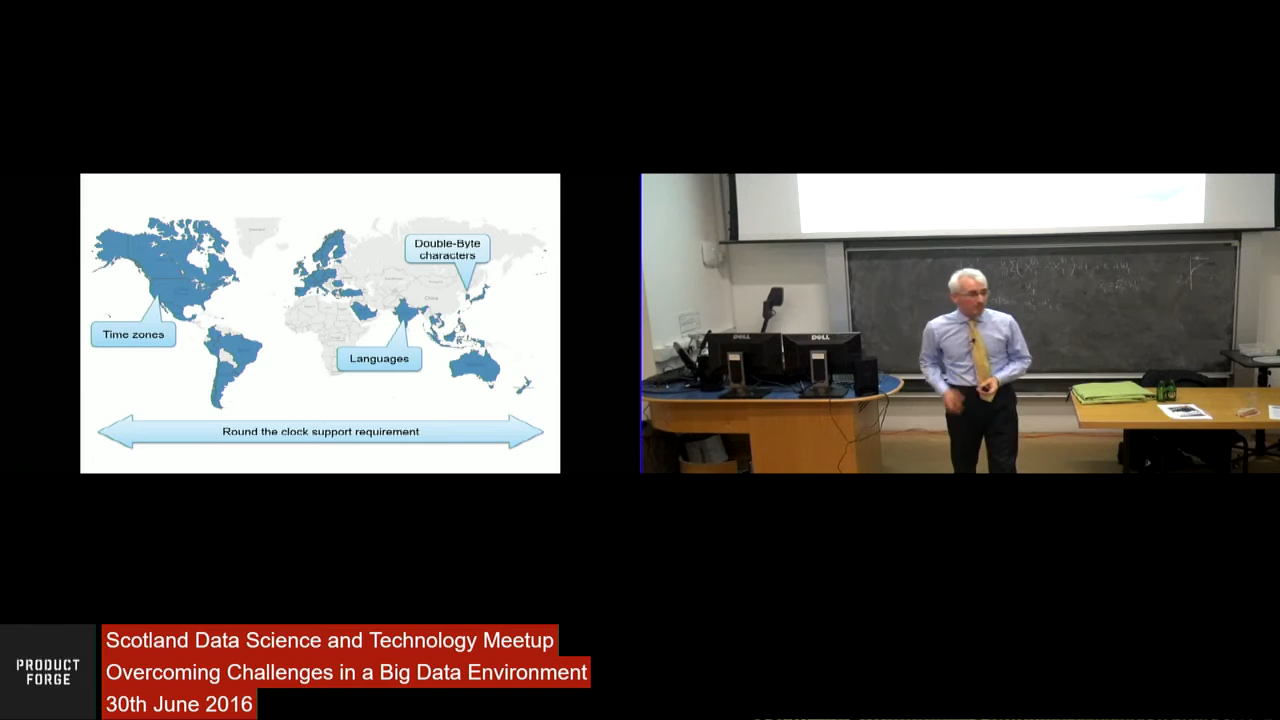 Double-Byte
characters
China
Time zones
Languages
Round the clock support requirement
DELL
DELL
PRODUCT
FORGE
Scotland Data Science and Technology Meetup
Overcoming Challenges in a Big Data Environment
30th June 2016